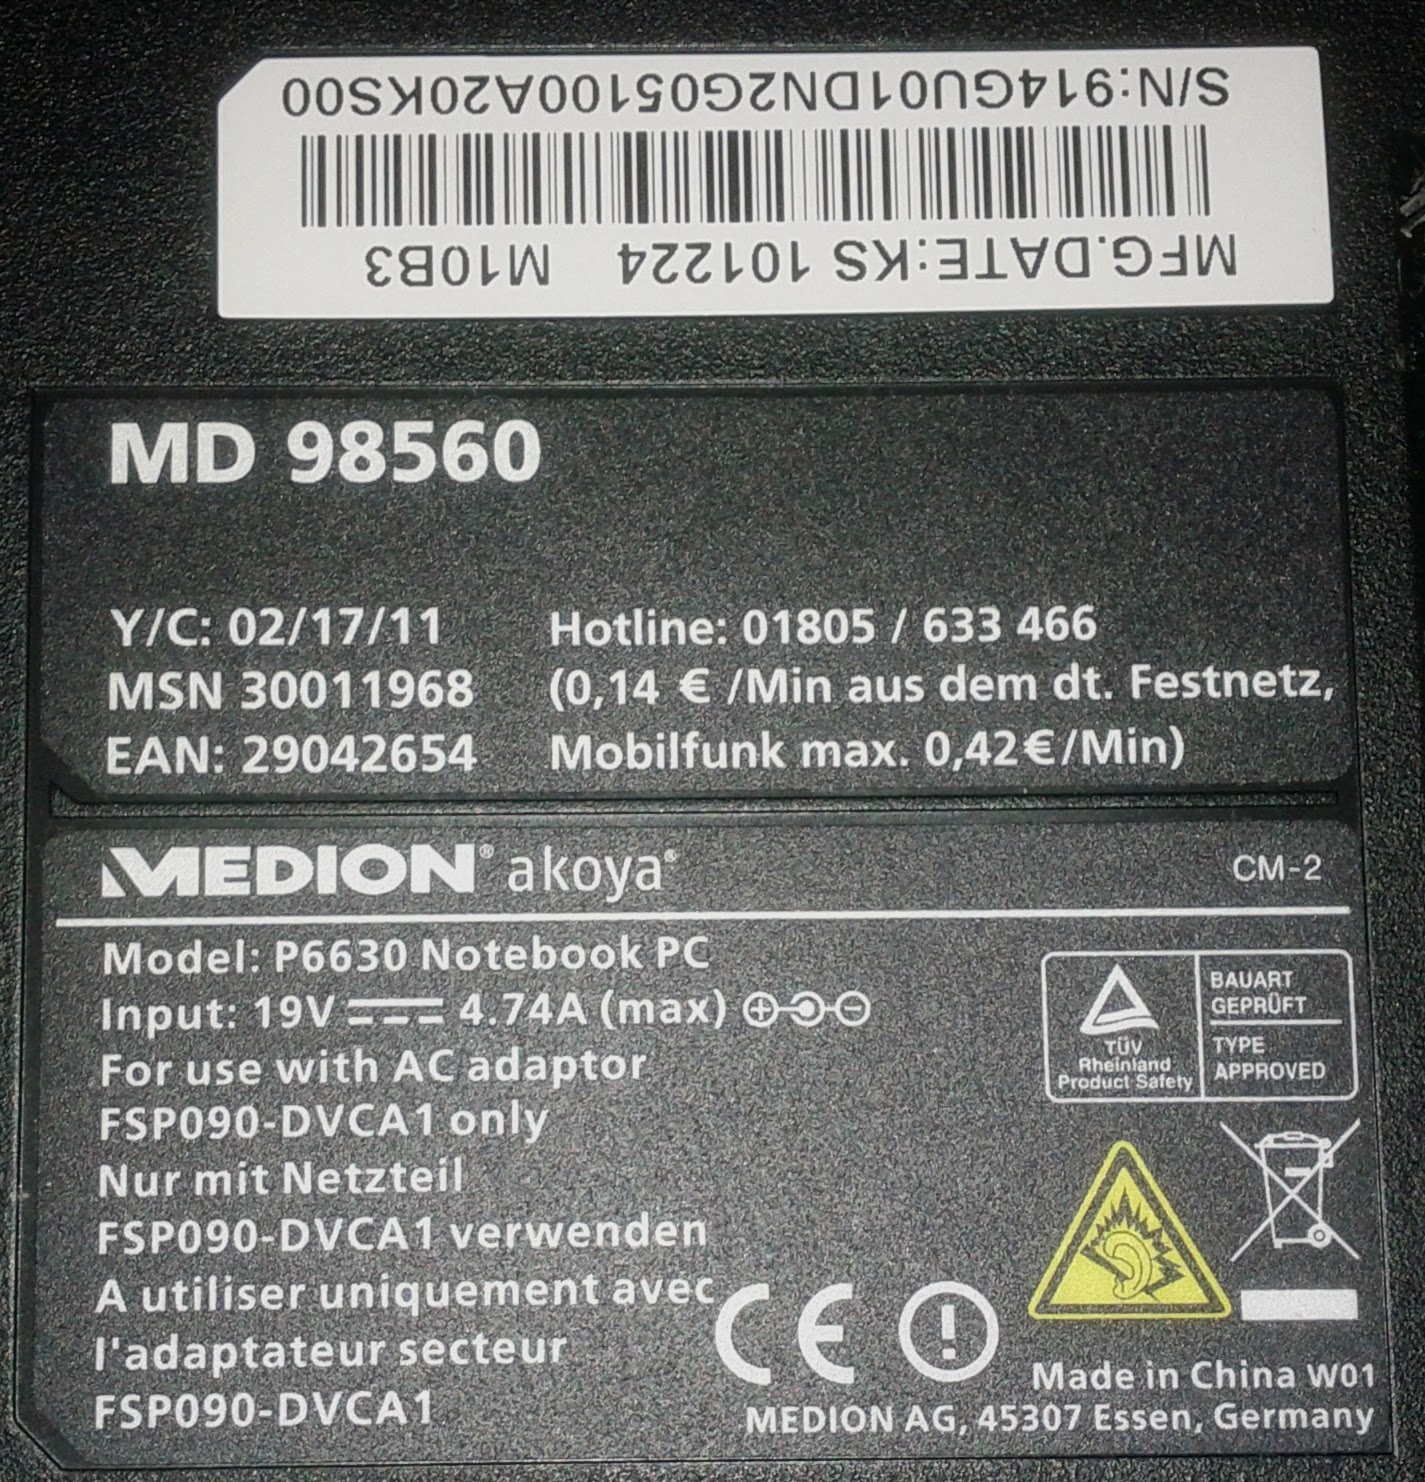 S/N:914GU01DN2G05100A20KS00
MFG.DATE:KS 101224 M10B3
MD 98560
Y/C: 02/17/11
MSN 30011968
EAN: 29042654
Hotline: 01805 / 633 466
(0,14 € /Min aus dem dt. Festnetz,
Mobilfunk max. 0,42€/Min)
MEDION® akoya®
CM-2
Model: P6630 Notebook PC
Input: 19V 4.74A (max)
For use with AC adaptor
FSP090-DVCA1 only
Nur mit Netzteil
FSP090-DVCA1 verwenden
A utiliser uniquement avec
l'adaptateur secteur
FSP090-DVCA1
TÜV
Rheinland
Product Safety
BAUART
GEPRÜFT
TYPE
APPROVED
CE
Made in China W01
MEDION AG, 45307 Essen, Germany